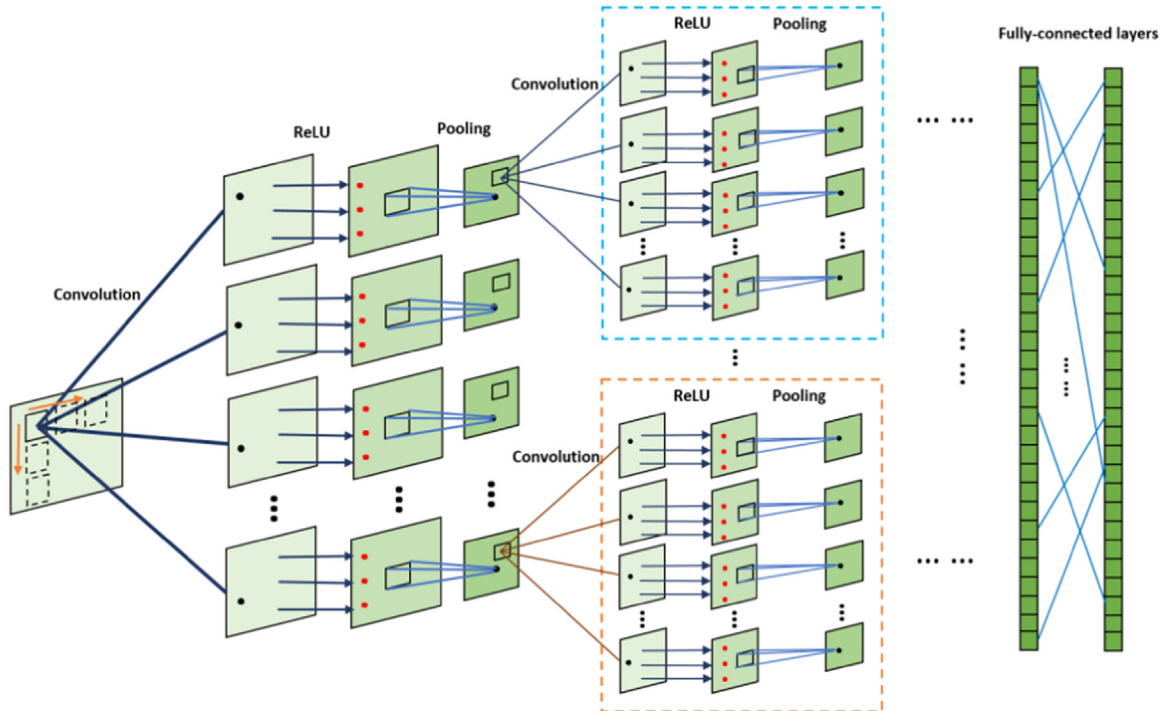 ReLU
Pooling
Fully-connected layers
Convolution
ReLU
Pooling
Convolution
ReLU
Pooling
Convolution